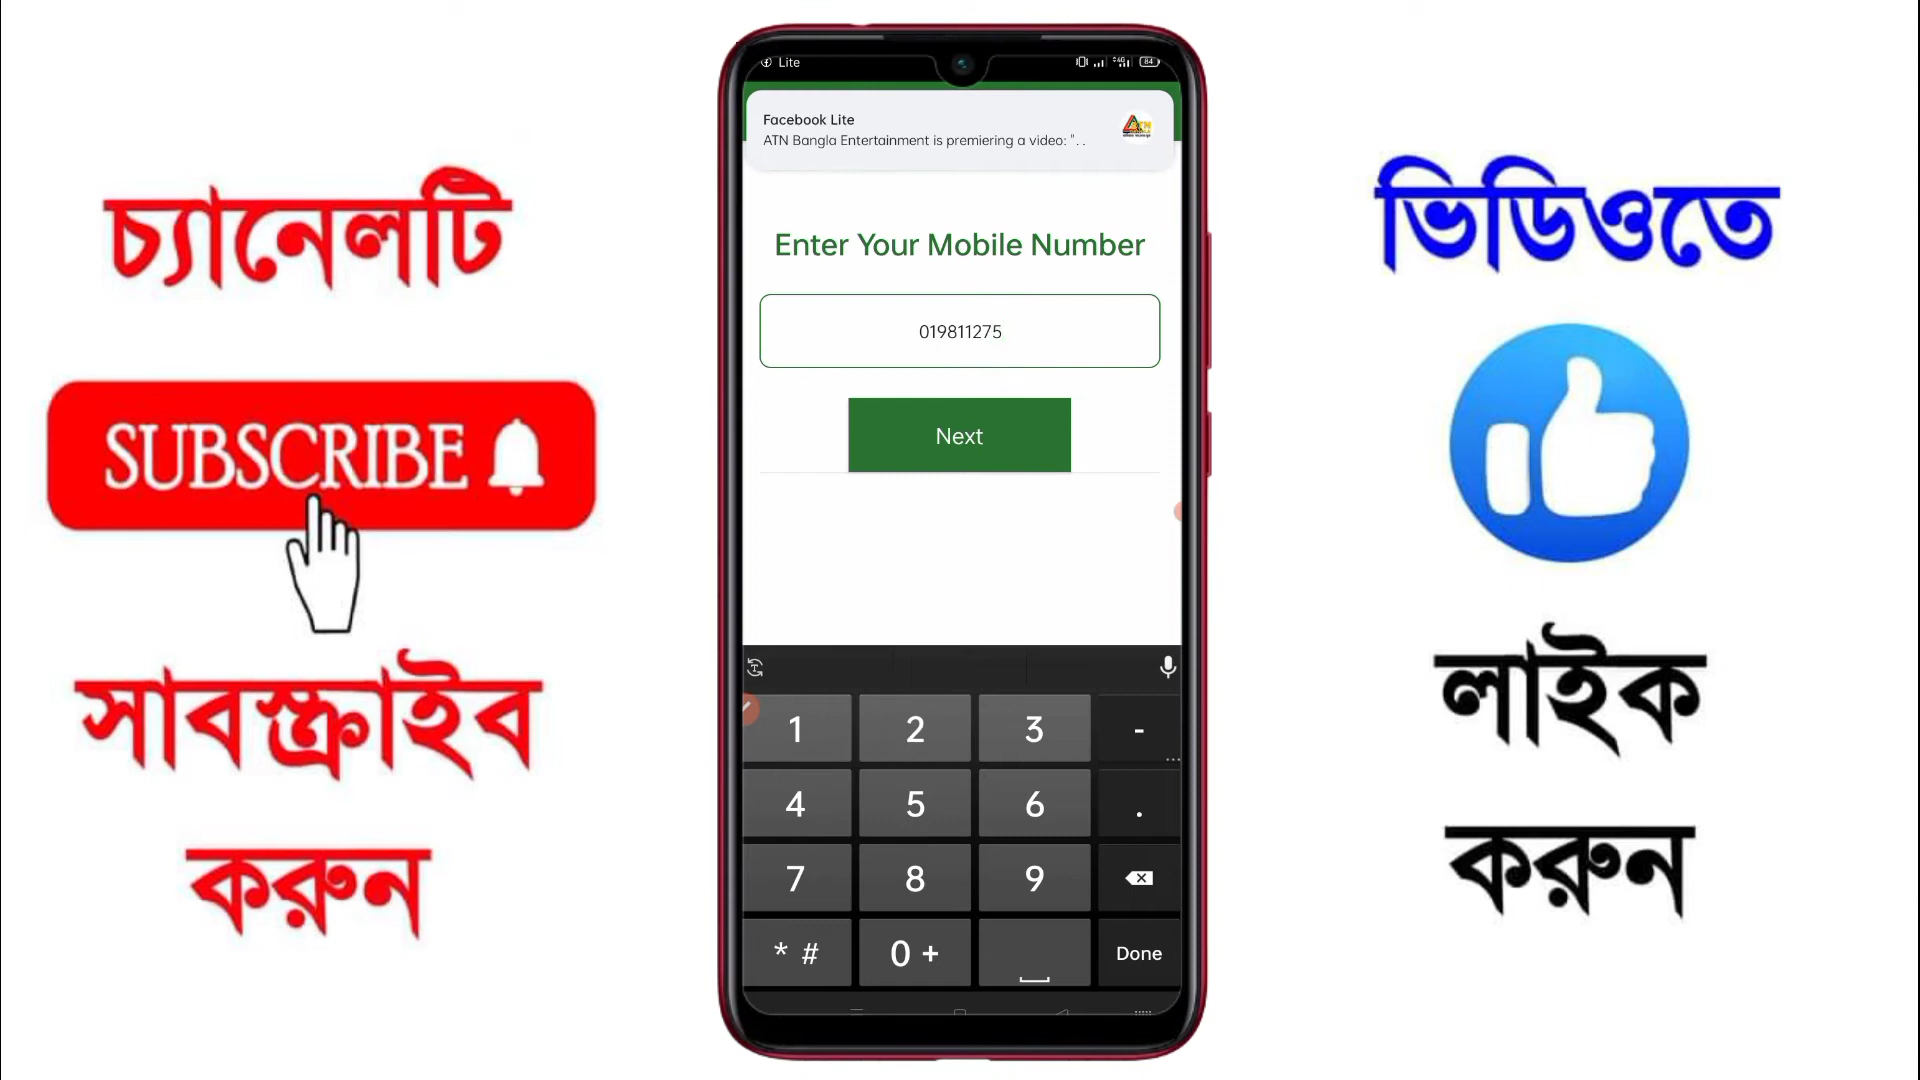 চ্যানেলটি
SUBSCRIBE
সাবস্ক্রাইব
করুন
Lite
84
Facebook Lite
ATN Bangla Entertainment is premiering a video: "..
Enter Your Mobile Number
019811275
Next
1 2 3 -
4 5 6 .
7 8 9
* # 0 + Done
ভিডিওতে
লাইক
করুন